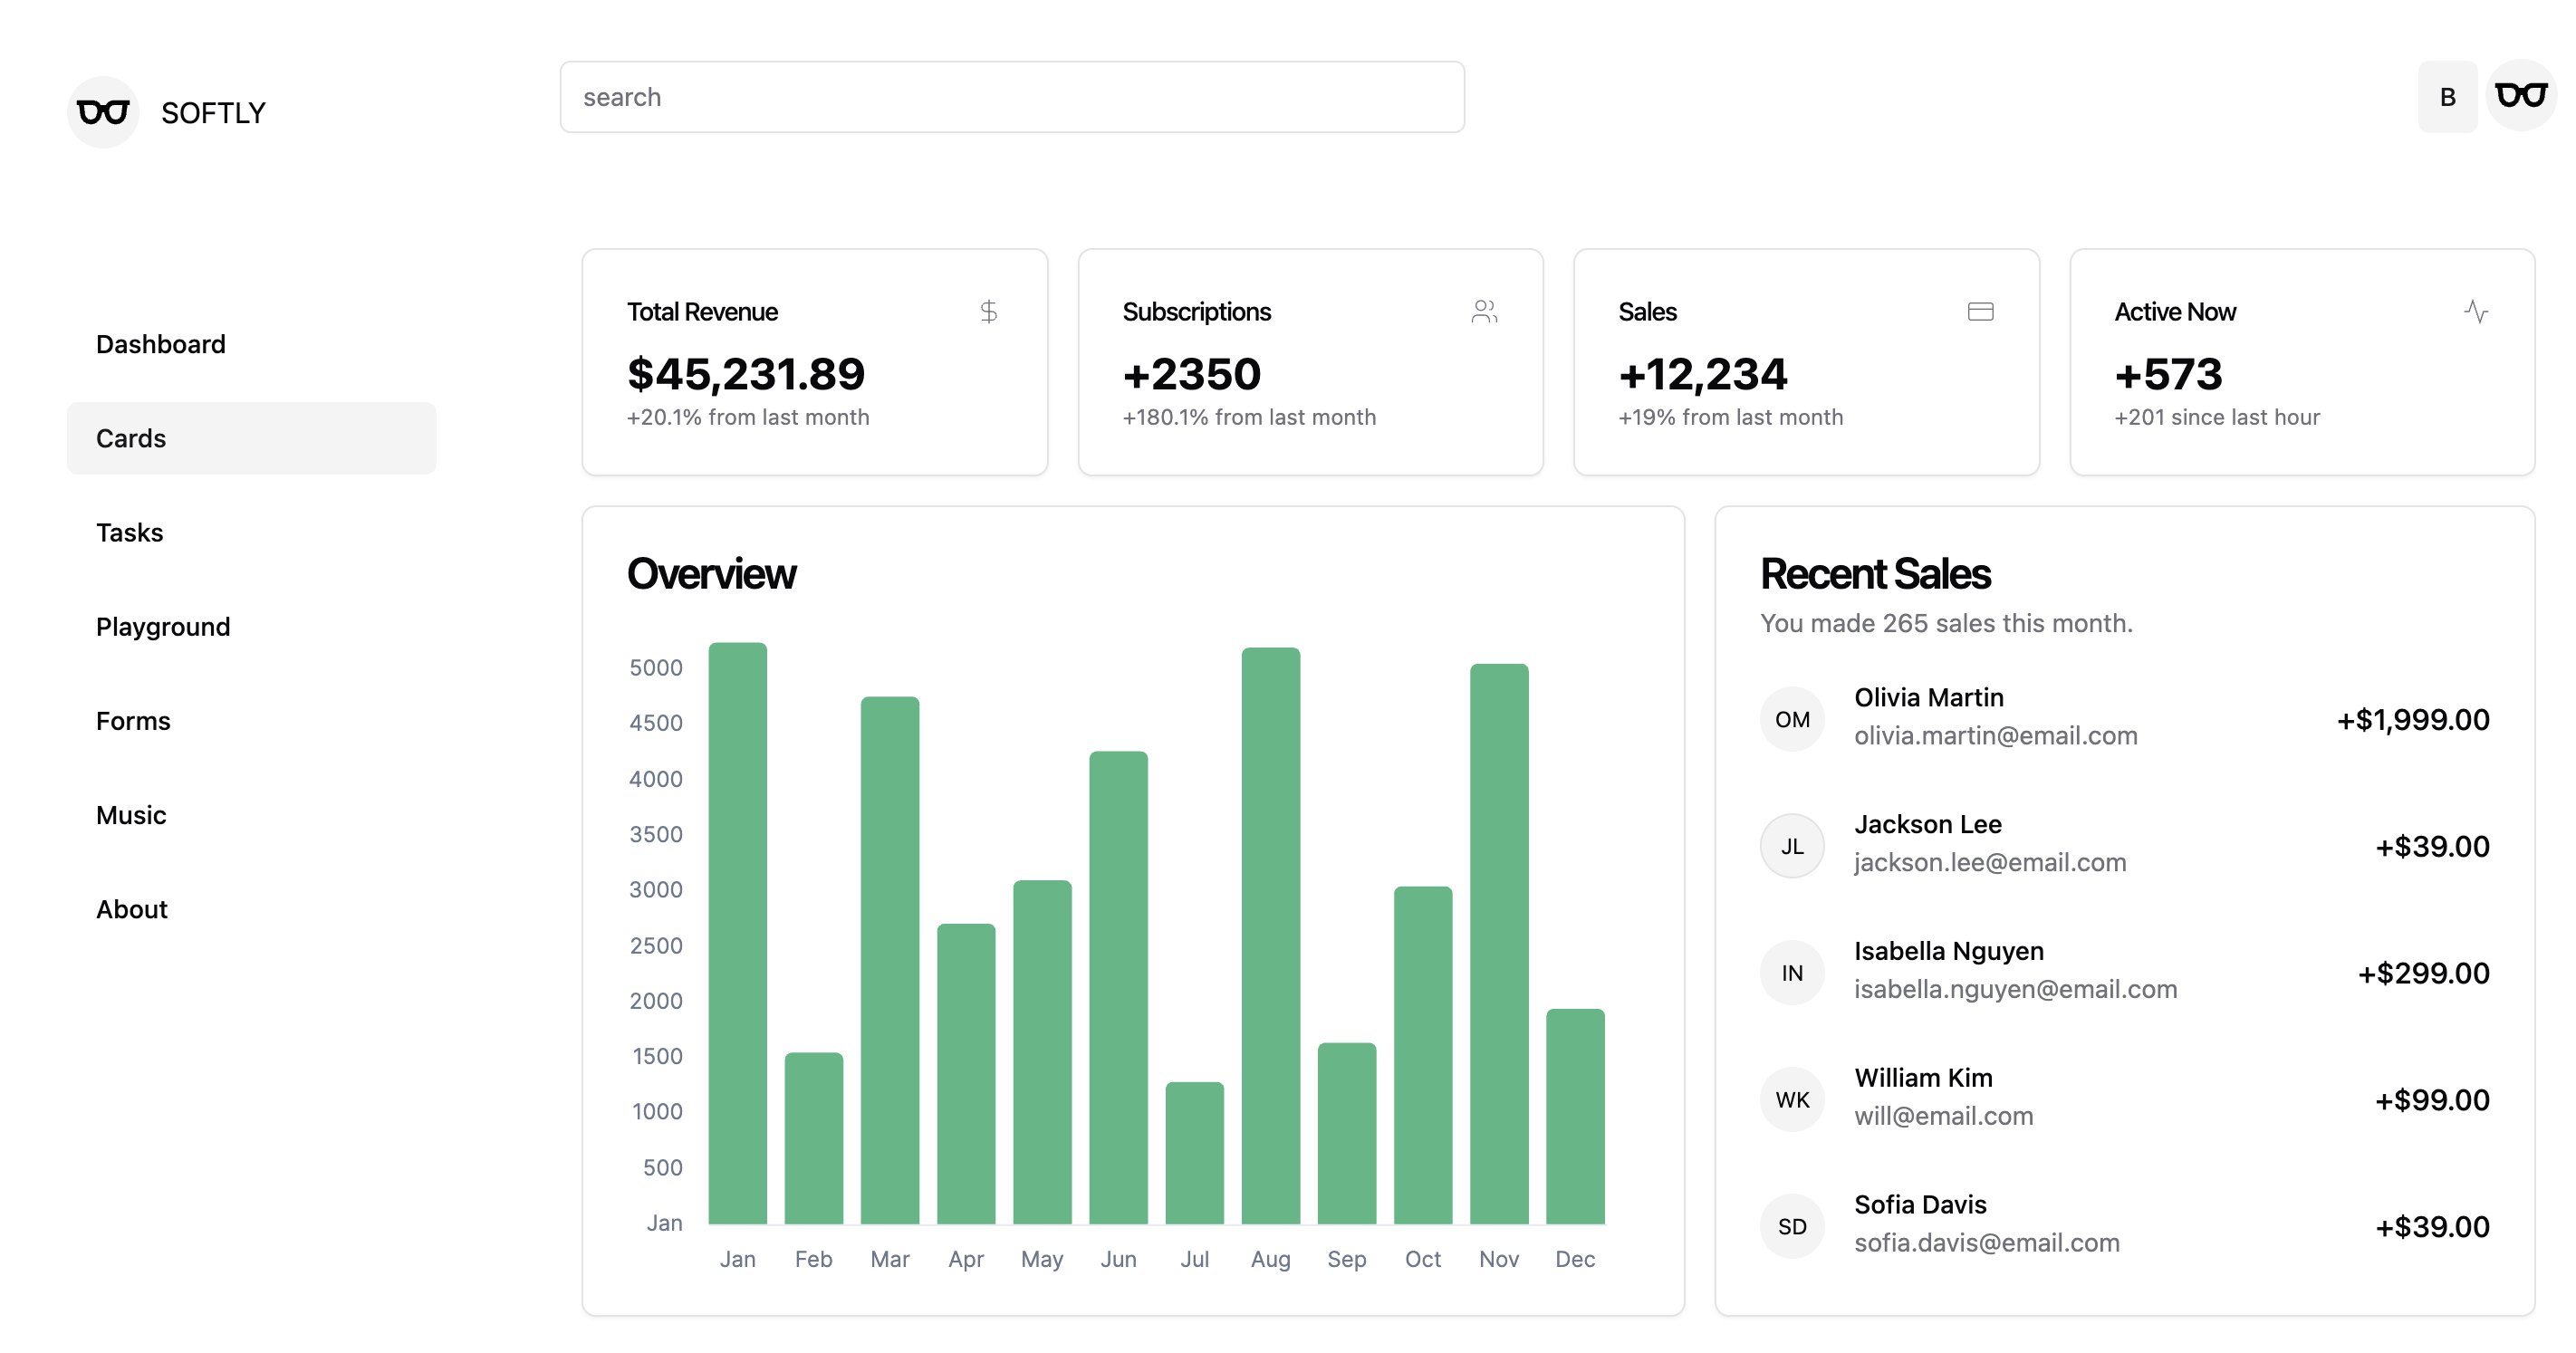 SOFTLY
search
B
Dashboard
Cards
Tasks
Playground
Forms
Music
About
Total Revenue
$45,231.89
+20.1% from last month
Subscriptions
+2350
+180.1% from last month
Sales
+12,234
+19% from last month
Active Now
+573
+201 since last hour
Overview
5000
4500
4000
3500
3000
2500
2000
1500
1000
500
Jan
Jan Feb Mar Apr May Jun Jul Aug Sep Oct Nov Dec
Recent Sales
You made 265 sales this month.
OM
Olivia Martin
olivia.martin@email.com
+$1,999.00
JL
Jackson Lee
jackson.lee@email.com
+$39.00
IN
Isabella Nguyen
isabella.nguyen@email.com
+$299.00
WK
William Kim
will@email.com
+$99.00
SD
Sofia Davis
sofia.davis@email.com
+$39.00